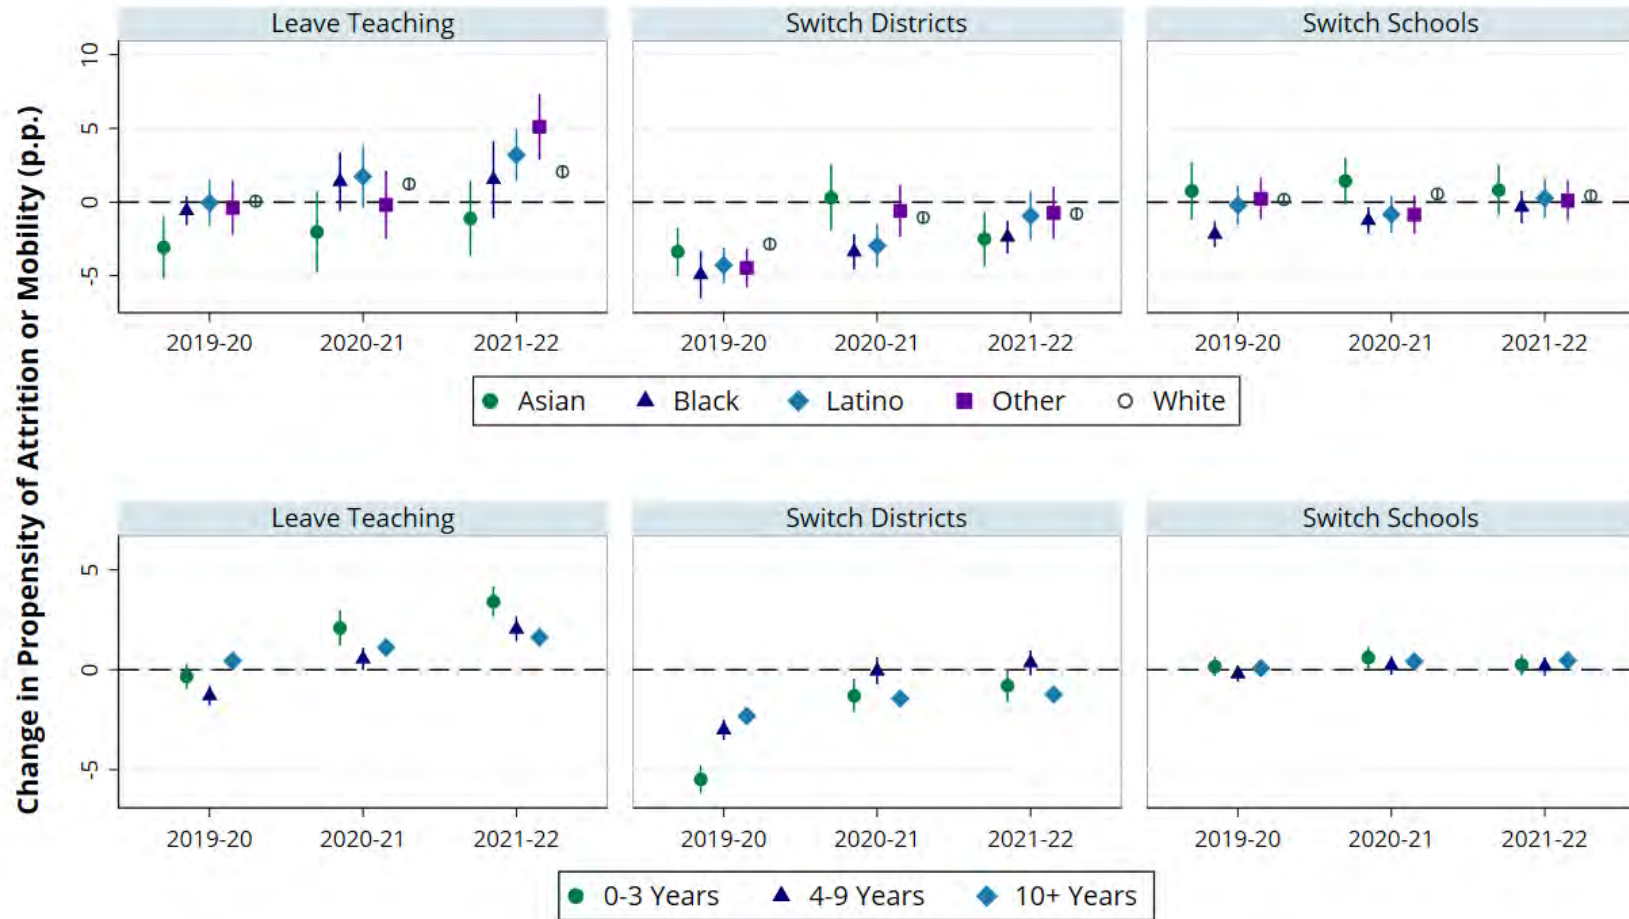 Change in Propensity of Attrition or Mobility (p.p.)
Leave Teaching Switch Districts Switch Schools
10
5
0
-5
2019-20 2020-21 2021-22 2019-20 2020-21 2021-22 2019-20 2020-21 2021-22
Asian Black Latino Other White
Leave Teaching Switch Districts Switch Schools
5
0
-5
2019-20 2020-21 2021-22 2019-20 2020-21 2021-22 2019-20 2020-21 2021-22
0-3 Years 4-9 Years 10+ Years